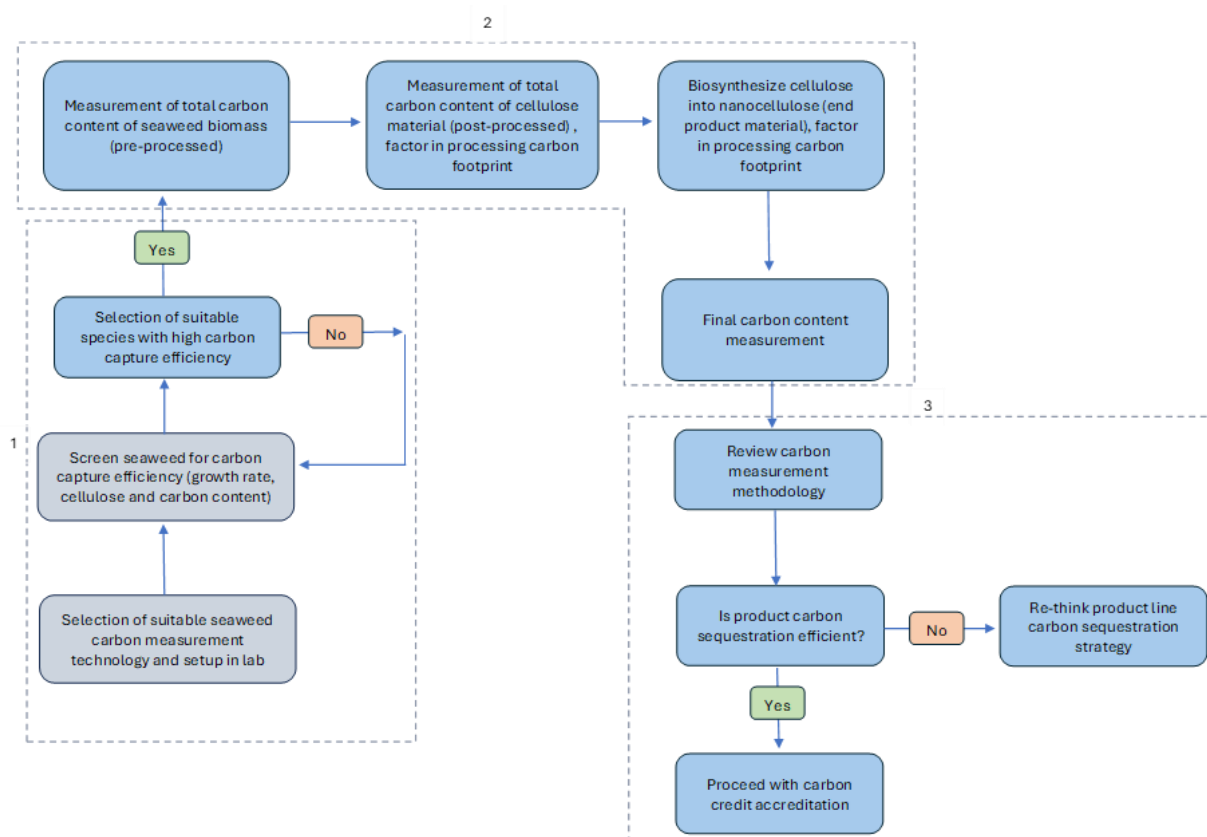 2
Measurement of total carbon
content of seaweed biomass
(pre-processed)
Measurement of total
carbon content of cellulose
material (post-processed) ,
factor in processing carbon
footprint
Biosynthesize cellulose
into nanocellulose (end
product material), factor
in processing carbon
footprint
Yes
Selection of suitable
species with high carbon
capture efficiency
No
Final carbon content
measurement
1
Screen seaweed for carbon
capture efficiency (growth rate,
cellulose and carbon content)
Selection of suitable seaweed
carbon measurement
technology and setup in lab
3
Review carbon
measurement
methodology
Is product carbon
sequestration efficient?
No
Re-think product line
carbon sequestration
strategy
Yes
Proceed with carbon
credit accreditation